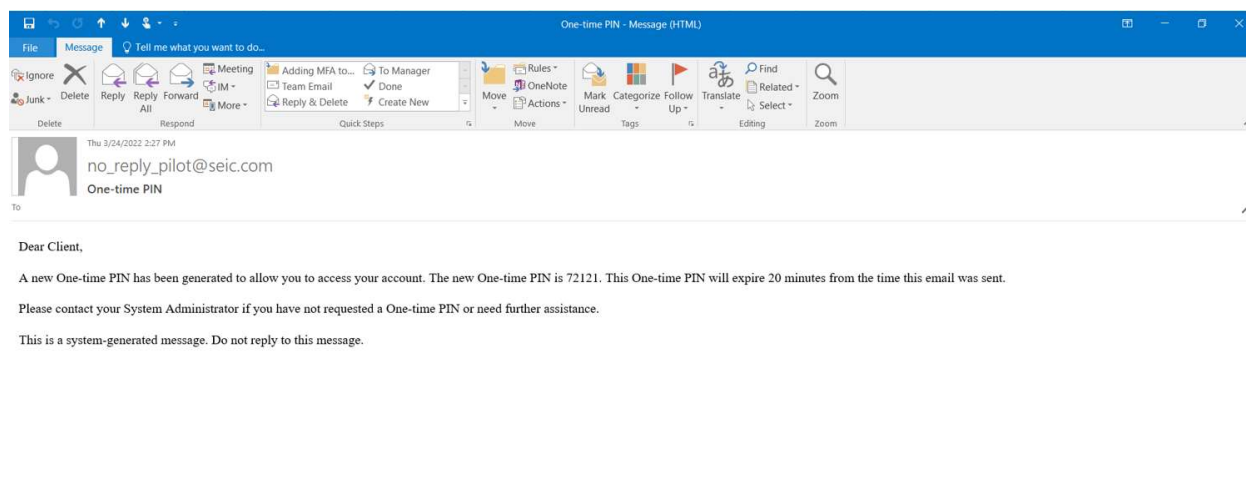 One-time PIN - Message (HTML)
File Message Tell me what you want to do...
Ignore
Junk
Delete
Reply
Reply All
Forward
Meeting
IM
More
Adding MFA to...
Team Email
Reply & Delete
To Manager
Done
Create New
Move
Rules
OneNote
Actions
Mark Unread
Categorize
Follow Up
Translate
Find
Related
Select
Zoom
Delete Respond Quick Steps Move Tags Editing Zoom
Thu 3/24/2022 2:27 PM
no_reply_pilot@seic.com
One-time PIN
To
Dear Client,
A new One-time PIN has been generated to allow you to access your account. The new One-time PIN is 72121. This One-time PIN will expire 20 minutes from the time this email was sent.
Please contact your System Administrator if you have not requested a One-time PIN or need further assistance.
This is a system-generated message. Do not reply to this message.